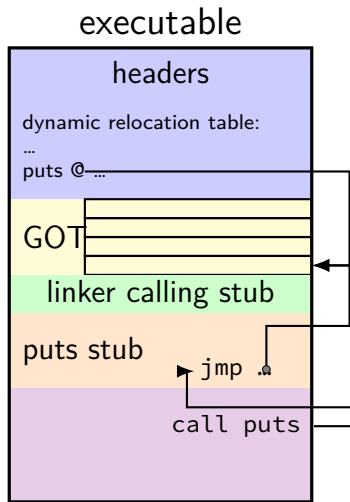 executable
headers
dynamic relocation table:
…
puts @ …
GOT
linker calling stub
puts stub
jmp …
call puts